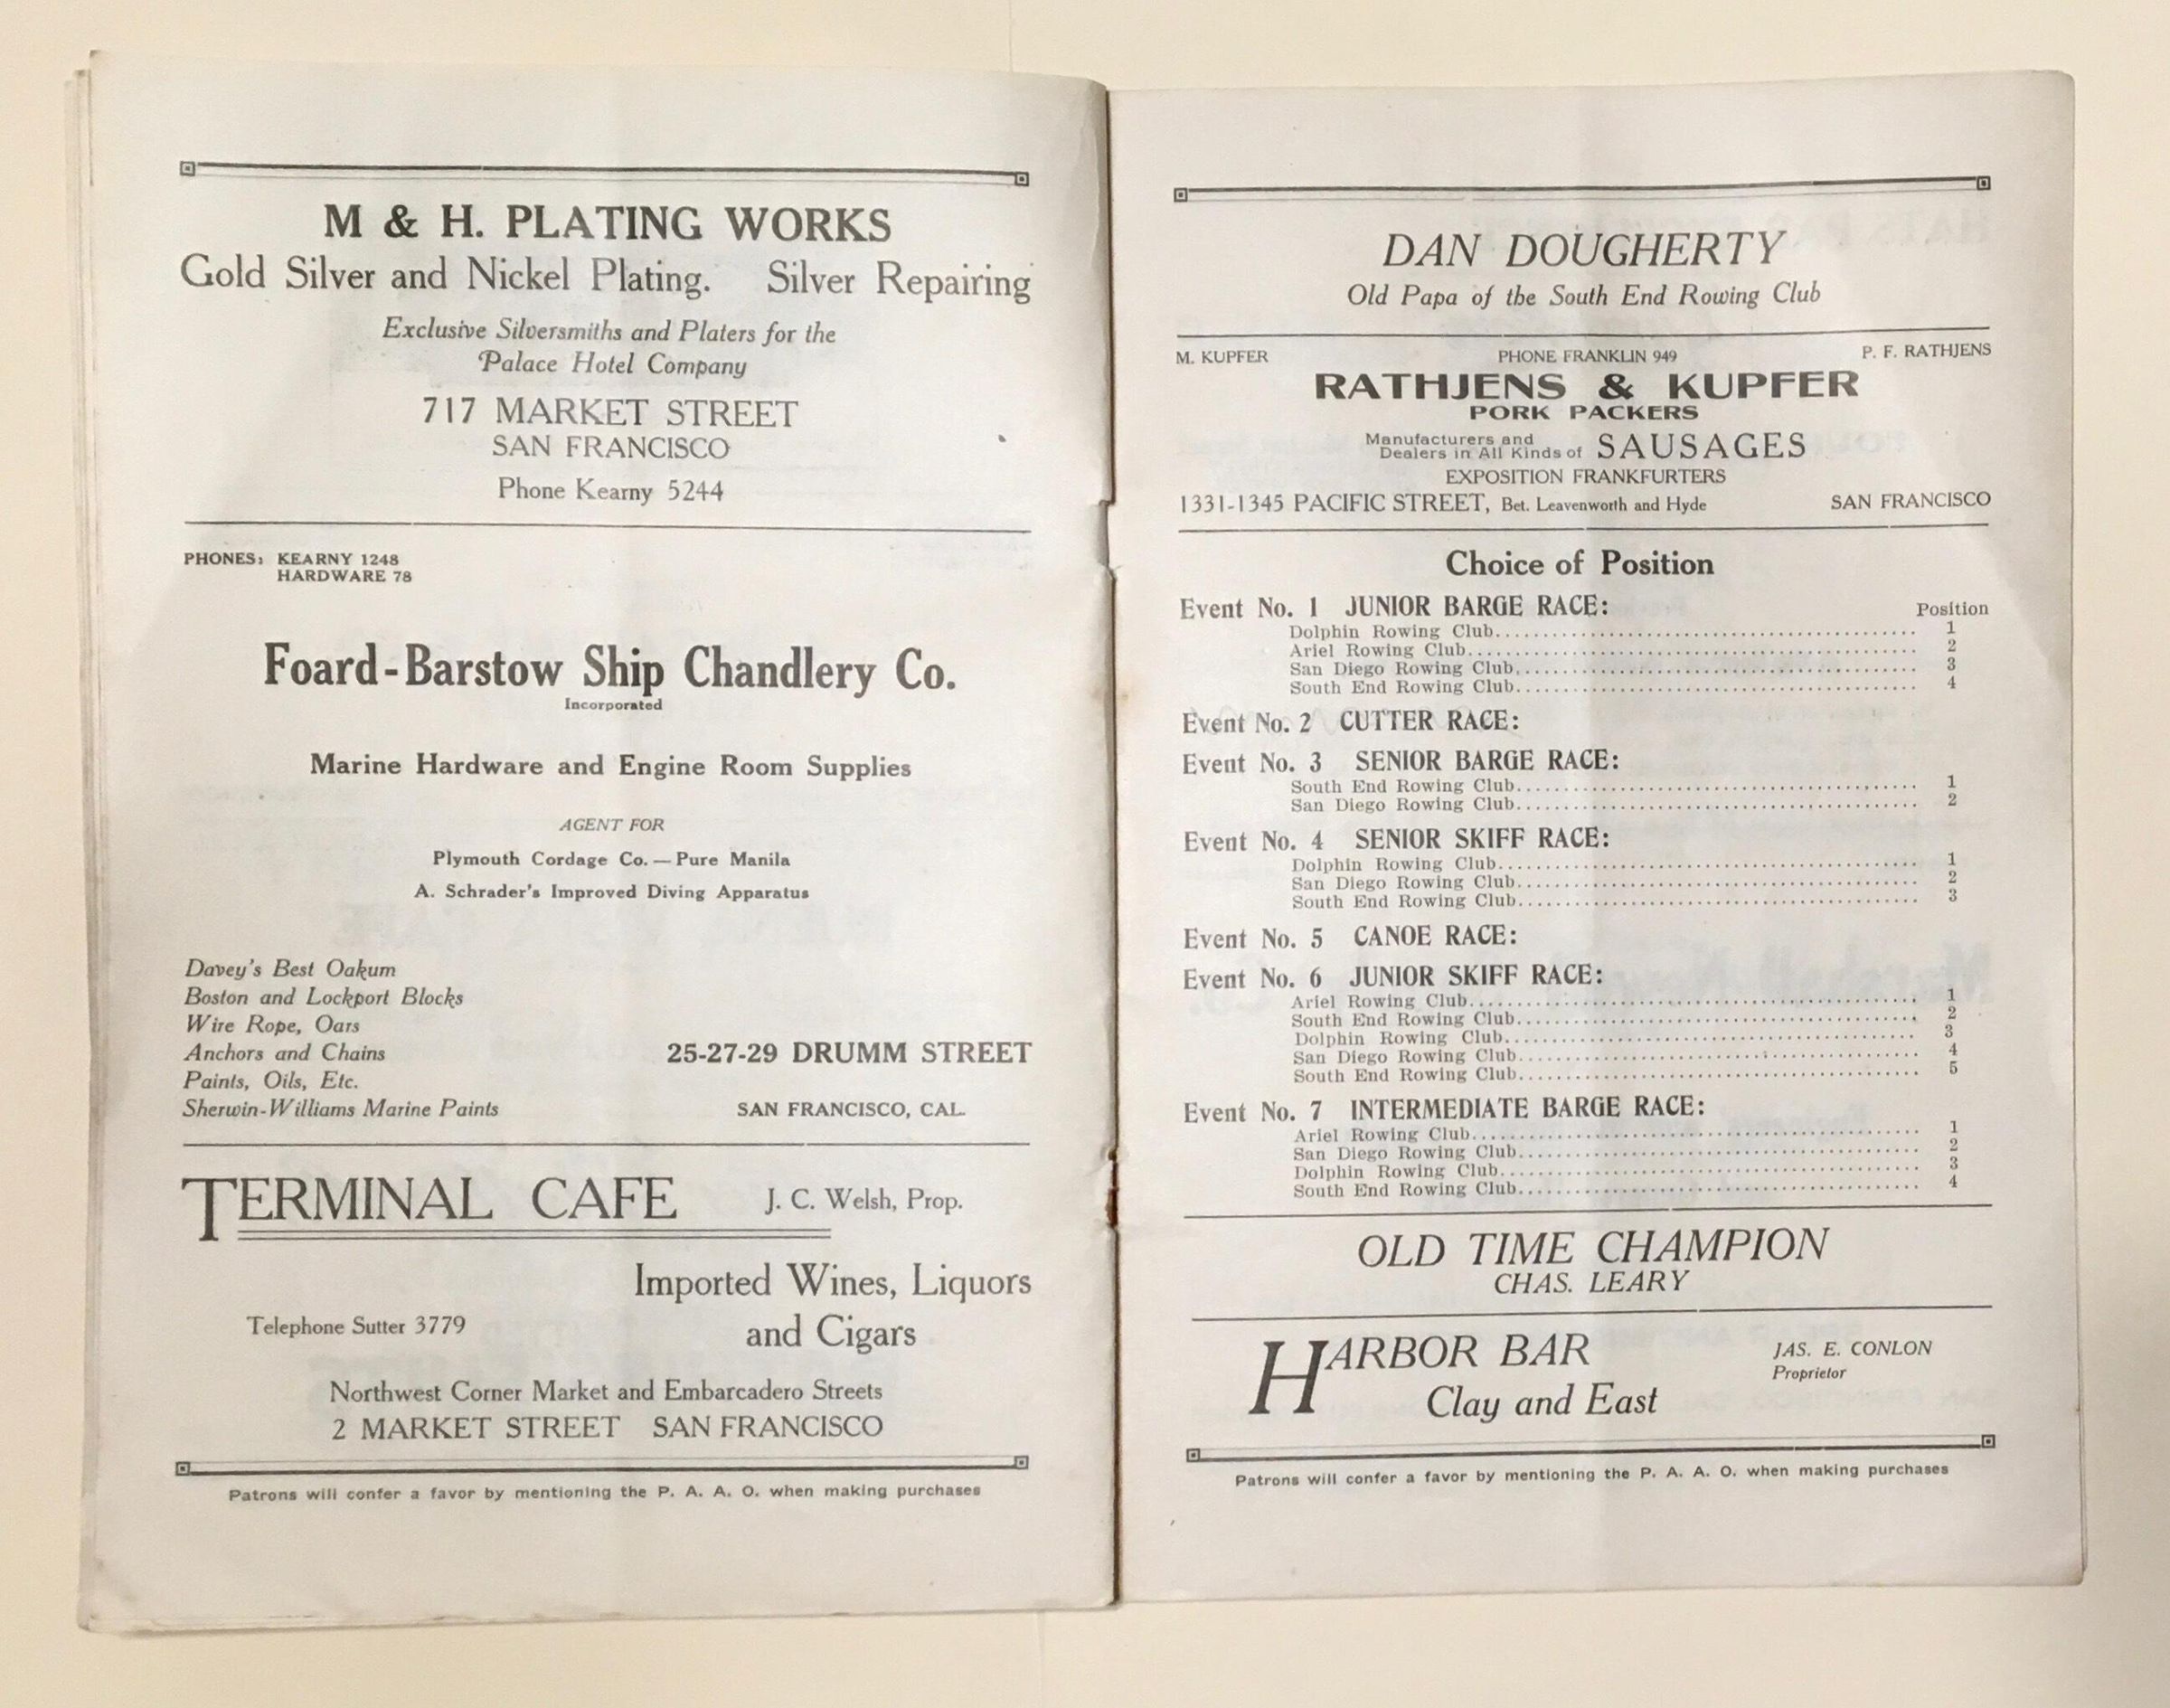 M & H. PLATING WORKS
Gold Silver and Nickel Plating. Silver Repairing
Exclusive Silversmiths and Platers for the
Palace Hotel Company
717 MARKET STREET
SAN FRANCISCO
Phone Kearny 5244
PHONES: KEARNY 1248
HARDWARE 78
Foard-Barstow Ship Chandlery Co.
Incorporated
Marine Hardware and Engine Room Supplies
AGENT FOR
Plymouth Cordage Co. — Pure Manila
A. Schrader's Improved Diving Apparatus
Davey's Best Oakum
Boston and Lockport Blocks
Wire Rope, Oars
Anchors and Chains
Paints, Oils, Etc.
Sherwin-Williams Marine Paints
25-27-29 DRUMM STREET
SAN FRANCISCO, CAL.
TERMINAL CAFE J. C. Welsh, Prop.
Imported Wines, Liquors
and Cigars
Telephone Sutter 3779
Northwest Corner Market and Embarcadero Streets
2 MARKET STREET SAN FRANCISCO
Patrons will confer a favor by mentioning the P. A. A. O. when making purchases
DAN DOUGHERTY
Old Papa of the South End Rowing Club
M. KUPFER PHONE FRANKLIN 949 P. F. RATHJENS
RATHJENS & KUPFER
PORK PACKERS
Manufacturers and
Dealers in All Kinds of SAUSAGES
EXPOSITION FRANKFURTERS
1331-1345 PACIFIC STREET, Bet. Leavenworth and Hyde SAN FRANCISCO
Choice of Position
Event No. 1 JUNIOR BARGE RACE: Position
Dolphin Rowing Club 1
Ariel Rowing Club 2
San Diego Rowing Club 3
South End Rowing Club 4
Event No. 2 CUTTER RACE:
Event No. 3 SENIOR BARGE RACE:
South End Rowing Club 1
San Diego Rowing Club 2
Event No. 4 SENIOR SKIFF RACE:
Dolphin Rowing Club 1
San Diego Rowing Club 2
South End Rowing Club 3
Event No. 5 CANOE RACE:
Event No. 6 JUNIOR SKIFF RACE:
Ariel Rowing Club 1
South End Rowing Club 2
Dolphin Rowing Club 3
San Diego Rowing Club 4
South End Rowing Club 5
Event No. 7 INTERMEDIATE BARGE RACE:
Ariel Rowing Club 1
San Diego Rowing Club 2
Dolphin Rowing Club 3
South End Rowing Club 4
OLD TIME CHAMPION
CHAS. LEARY
HARBOR BAR JAS. E. CONLON
Proprietor
Clay and East
Patrons will confer a favor by mentioning the P. A. A. O. when making purchases